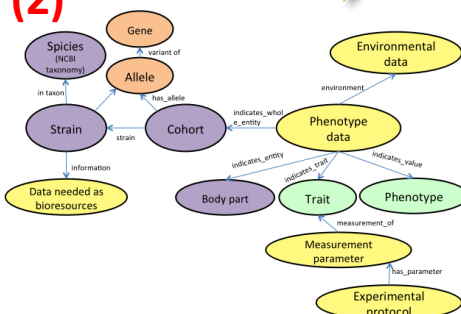 (2)
Gene
Spicies
(NCBI
taxonomy)
variant of
Environmental
data
Allele
in taxon
has_allele
environment
indicates_whol
e_entity
Strain
Cohort
Phenotype
data
strain
information
indicates_entity
indicates_trait
indicates_value
Data needed as
bioresources
Body part
Trait
Phenotype
measurement_of
Measurement
parameter
has_parameter
Experimental
protocol